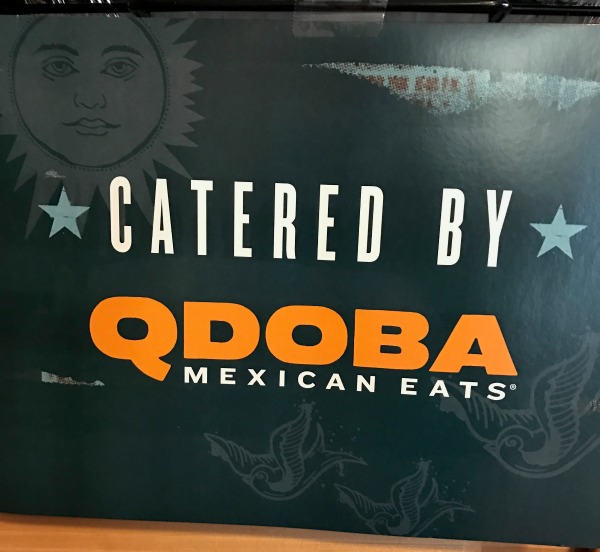 CATERED BY
QDOBA
MEXICAN EATS®